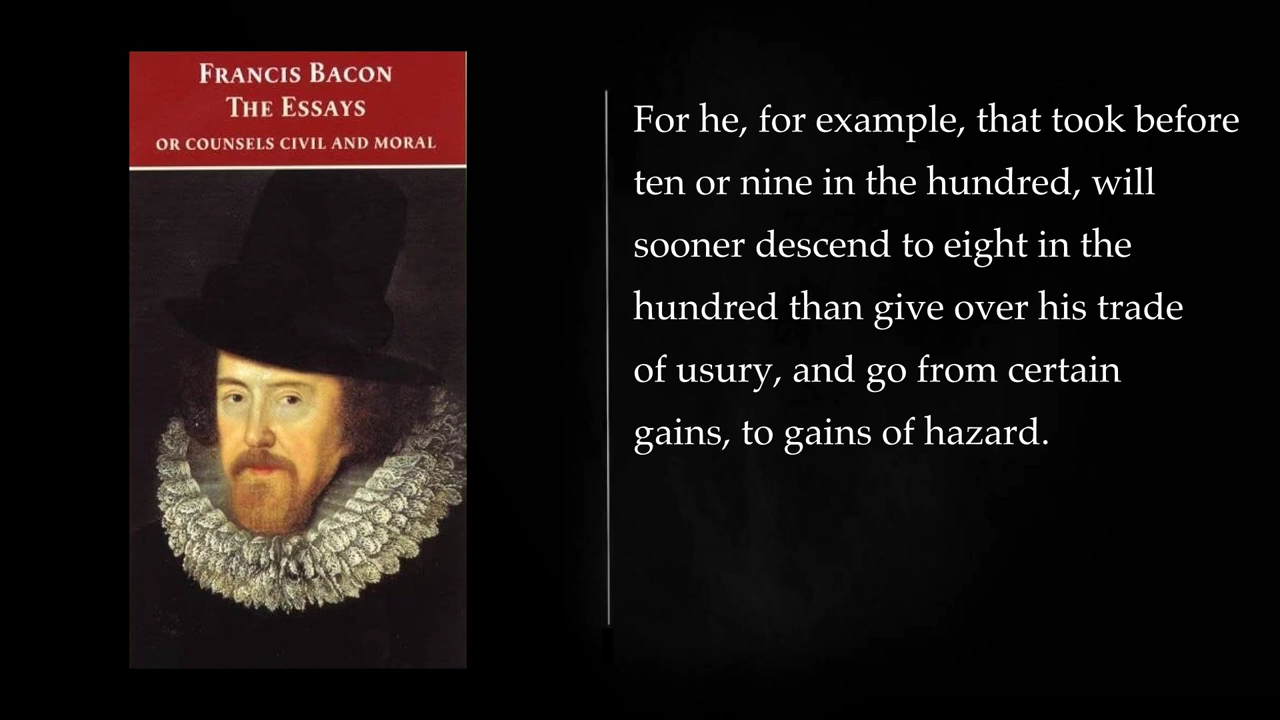 FRANCIS BACON
THE ESSAYS
OR COUNSELS CIVIL AND MORAL
For he, for example, that took before
ten or nine in the hundred, will
sooner descend to eight in the
hundred than give over his trade
of usury, and go from certain
gains, to gains of hazard.